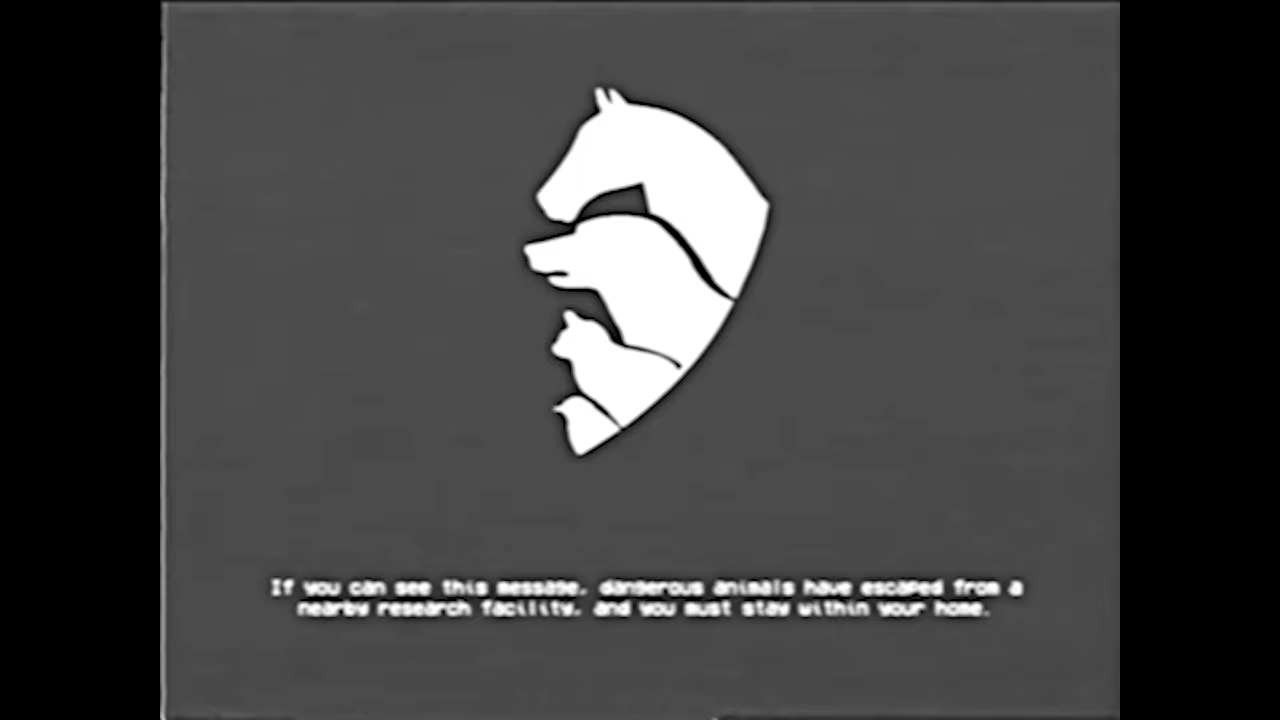 If you can see this message, dangerous animals have escaped from a
nearby research facility, and you must stay within your home.